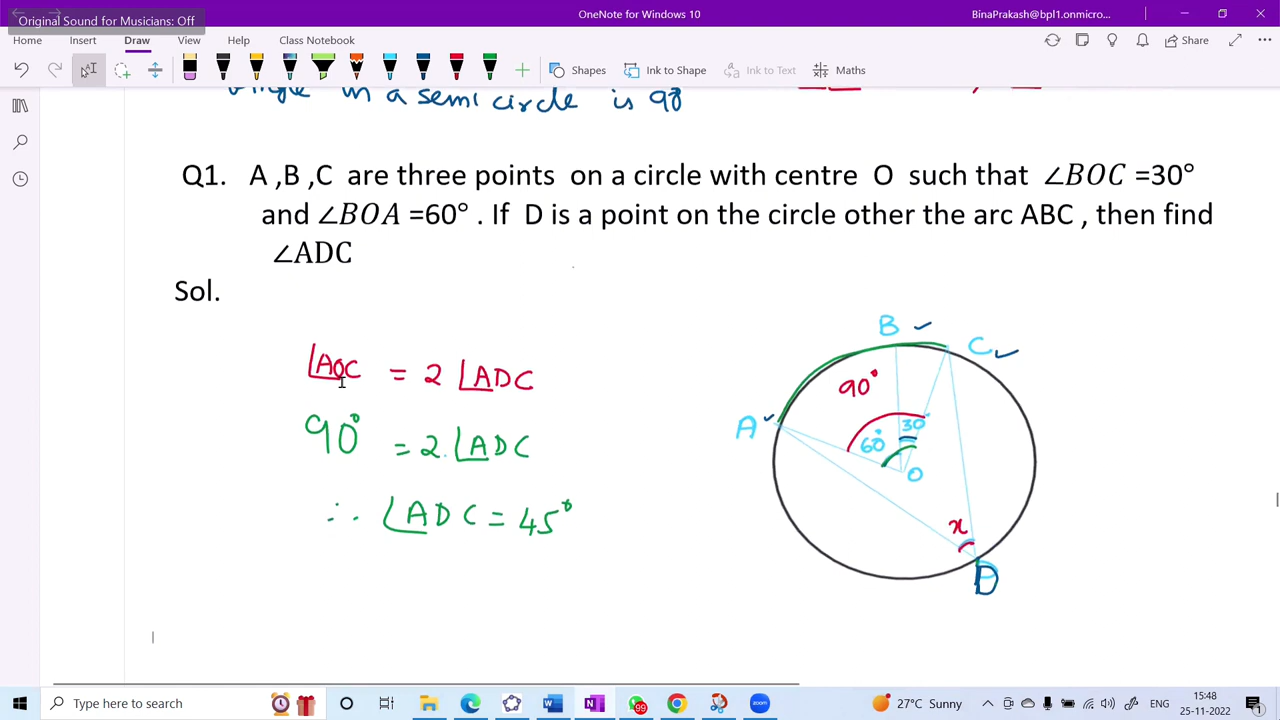 Original Sound for Musicians: Off
OneNote for Windows 10
BinaPrakash@bpl1.onmicro...
Home Insert Draw View Help Class Notebook
Share
Shapes Ink to Shape Ink to Text Maths
angle in a semi circle is 90
Q1. A ,B ,C are three points on a circle with centre O such that ∠BOC =30°
and ∠BOA =60° . If D is a point on the circle other the arc ABC , then find
∠ADC
Sol.
∠AOC = 2 ∠ADC
90° = 2. ∠ADC
∴ ∠ADC = 45°
B
C
A
90°
60°
30°
O
x
D
Type here to search
99
27°C Sunny
ENG
15:48
25-11-2022
1